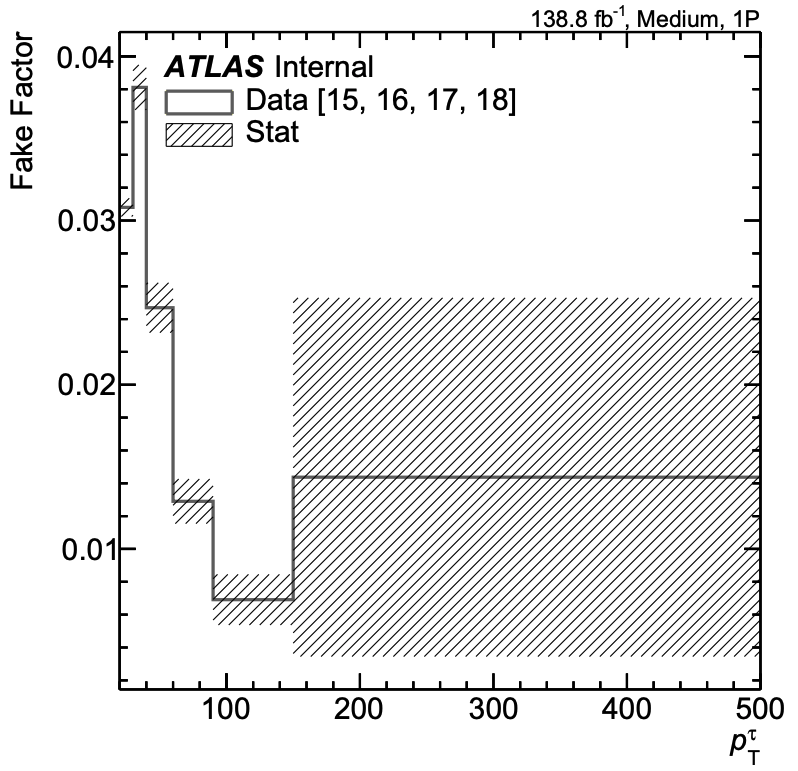 138.8 fb⁻¹, Medium, 1P
Fake Factor
ATLAS Internal
Data [15, 16, 17, 18]
Stat
0.04
0.03
0.02
0.01
100 200 300 400 500
p_T^τ